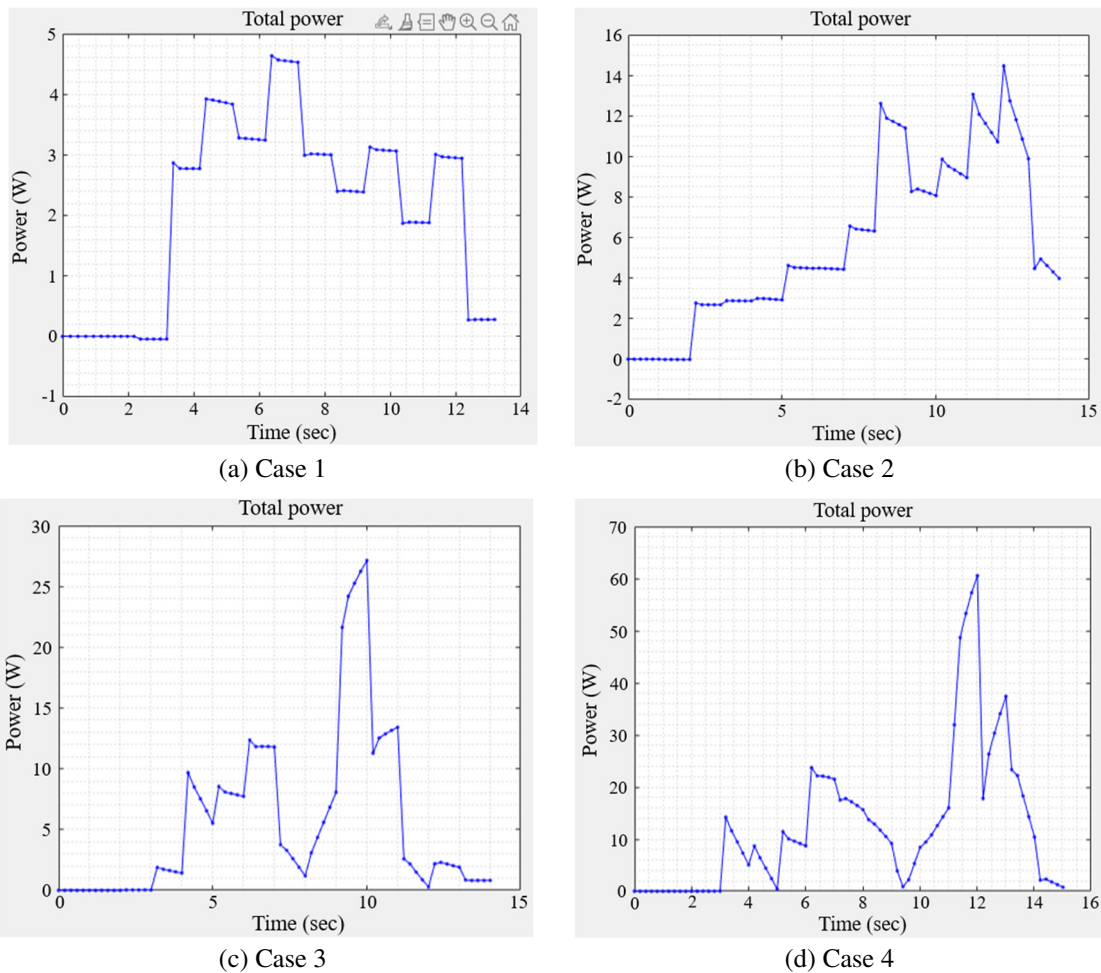 Total power
5
4
3
2
1
0
-1
Power (W)
0 2 4 6 8 10 12 14
Time (sec)
(a) Case 1
Total power
16
14
12
10
8
6
4
2
0
-2
Power (W)
0 5 10 15
Time (sec)
(b) Case 2
Total power
30
25
20
15
10
5
0
Power (W)
0 5 10 15
Time (sec)
(c) Case 3
Total power
70
60
50
40
30
20
10
0
Power (W)
0 2 4 6 8 10 12 14 16
Time (sec)
(d) Case 4